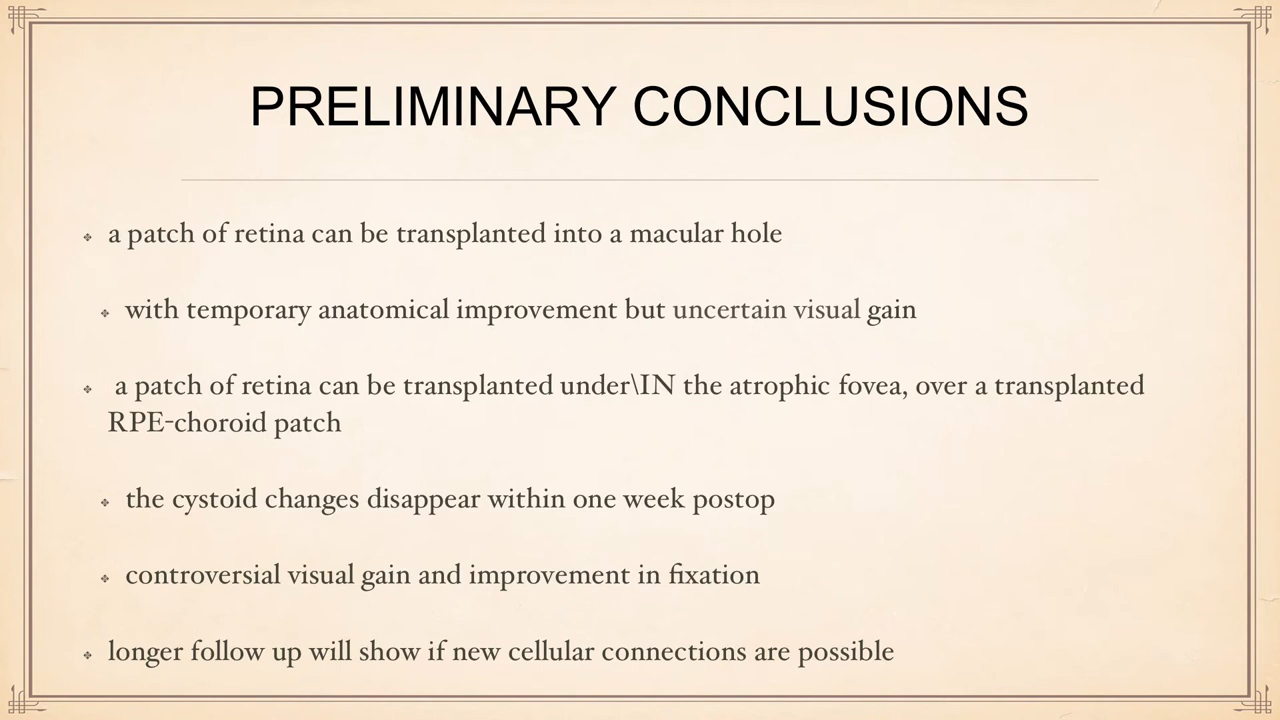 PRELIMINARY CONCLUSIONS
a patch of retina can be transplanted into a macular hole
with temporary anatomical improvement but uncertain visual gain
a patch of retina can be transplanted under\IN the atrophic fovea, over a transplanted
RPE-choroid patch
the cystoid changes disappear within one week postop
controversial visual gain and improvement in fixation
longer follow up will show if new cellular connections are possible